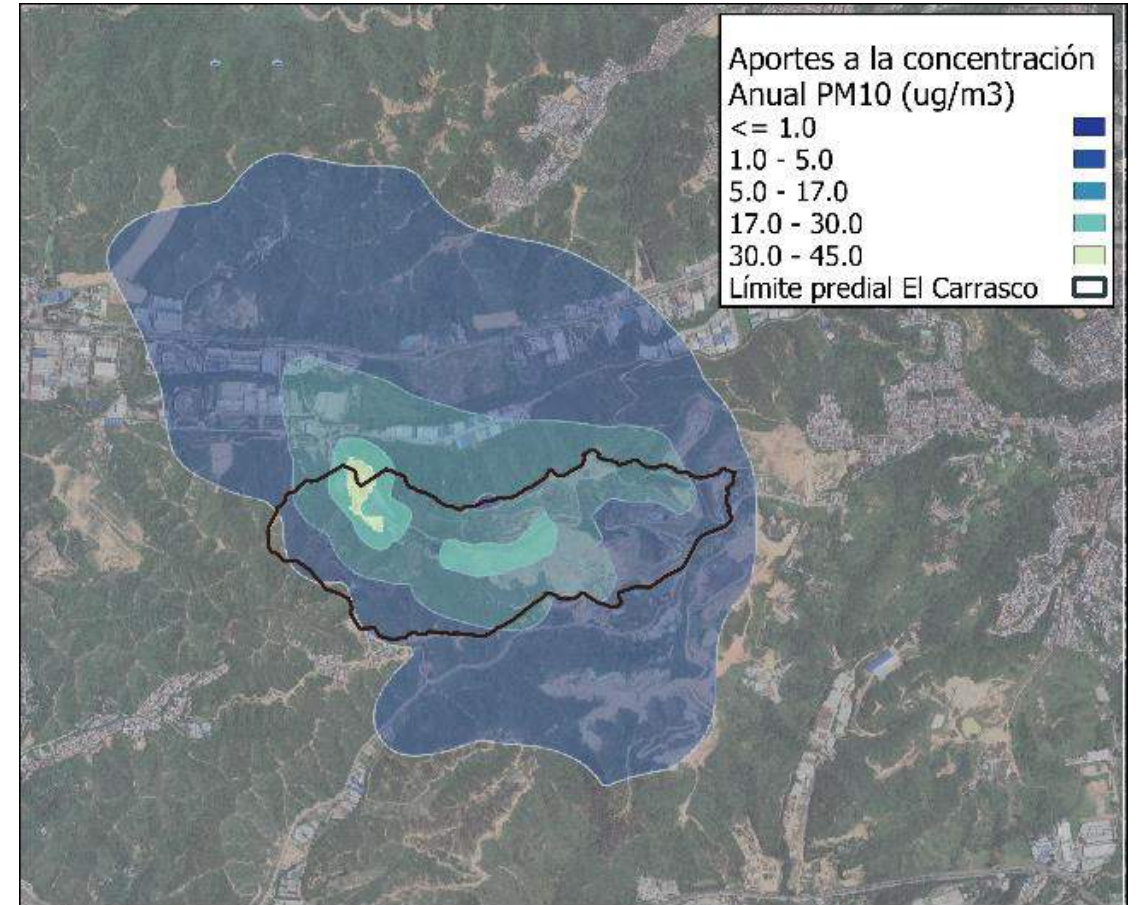 Aportes a la concentración
Anual PM10 (ug/m3)
<= 1.0
1.0 - 5.0
5.0 - 17.0
17.0 - 30.0
30.0 - 45.0
Límite predial El Carrasco